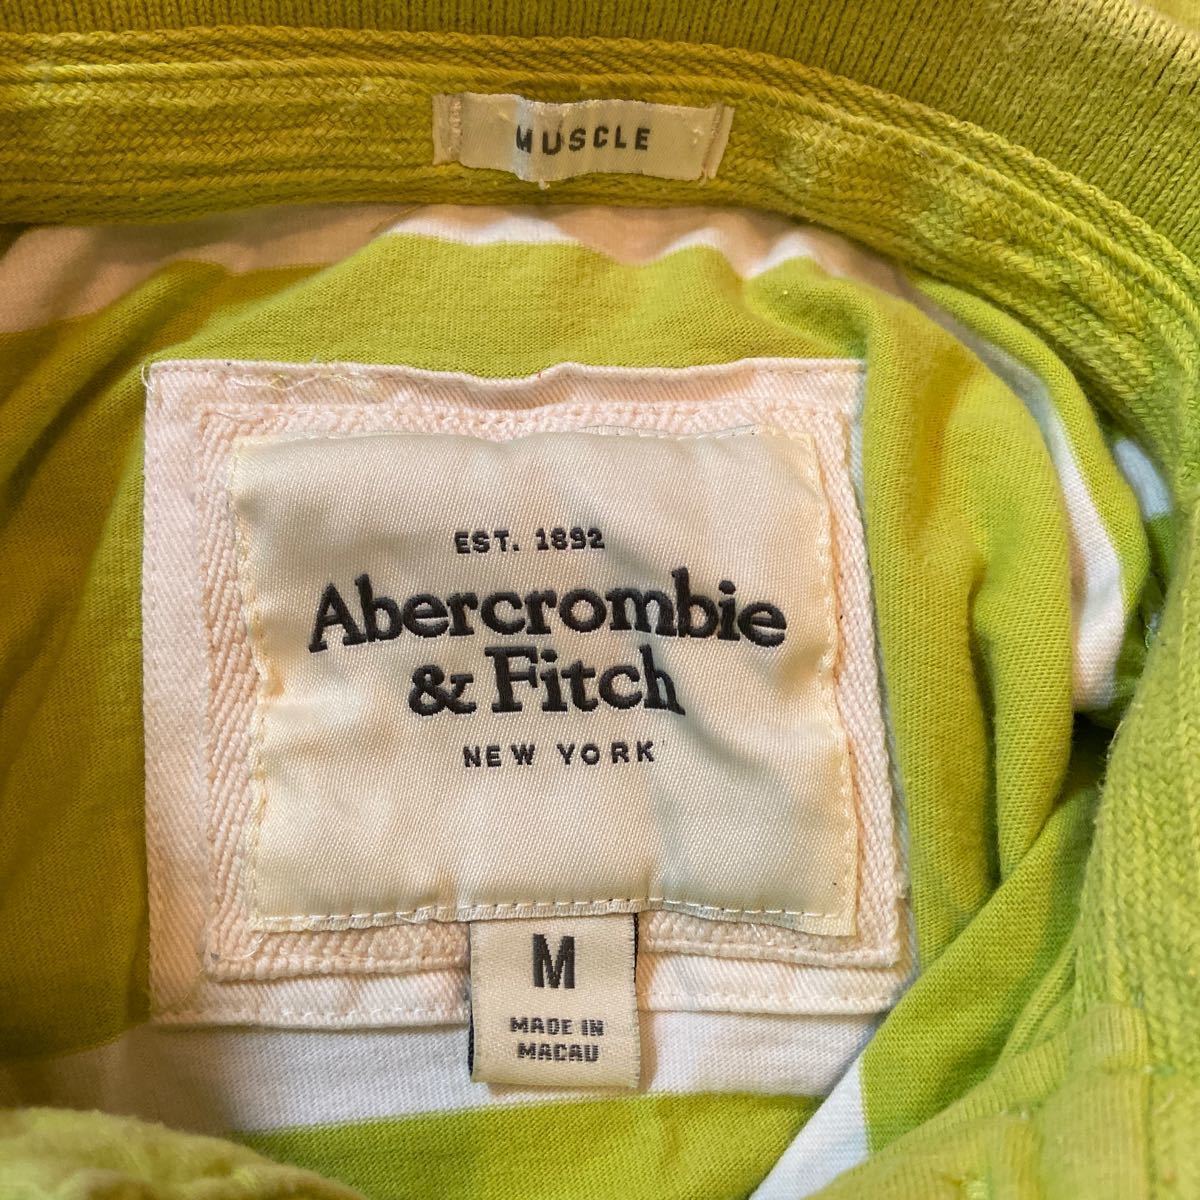 MUSCLE
EST. 1892
Abercrombie
& Fitch
NEW YORK
M
MADE IN
MACAU